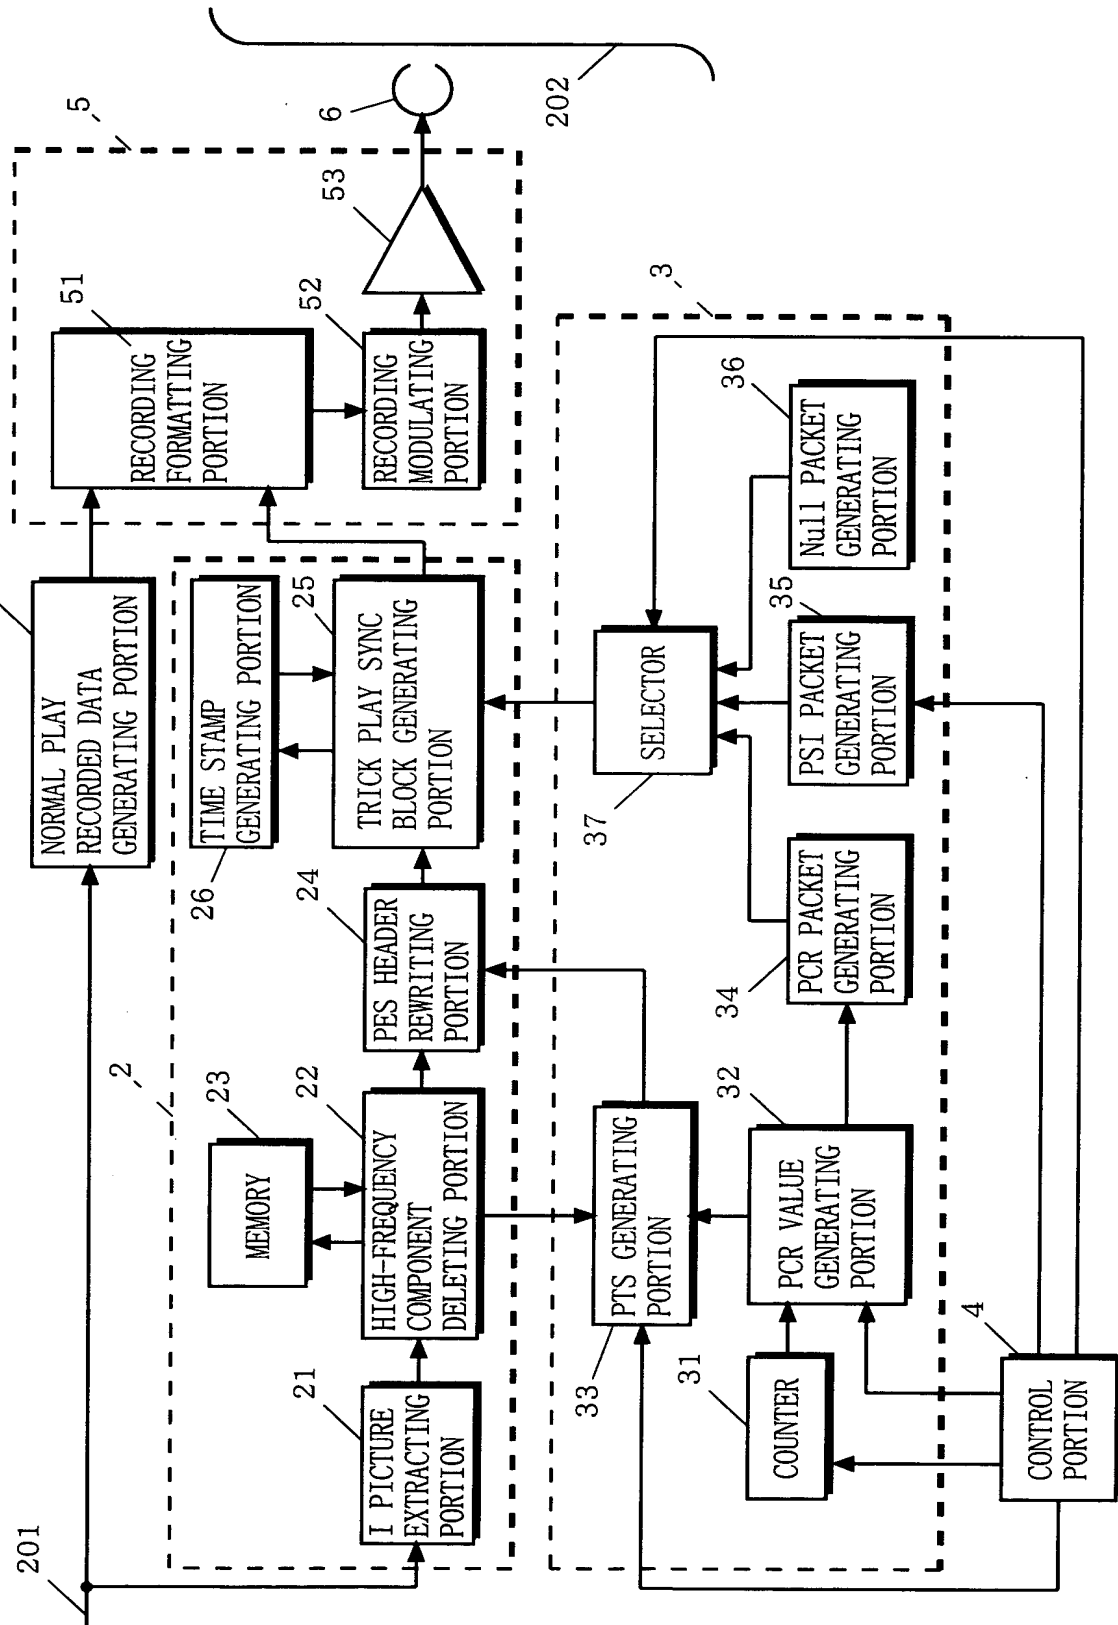 201
NORMAL PLAY
RECORDED DATA
GENERATING PORTION
5
51
RECORDING
FORMATTING
PORTION
52
RECORDING
MODULATING
PORTION
53
6
202
2
26
TIME STAMP
GENERATING PORTION
23
MEMORY
21
I PICTURE
EXTRACTING
PORTION
22
HIGH-FREQUENCY
COMPONENT
DELETING PORTION
24
PES HEADER
REWRITING
PORTION
25
TRICK PLAY SYNC
BLOCK GENERATING
PORTION
3
33
PTS GENERATING
PORTION
37
SELECTOR
31
COUNTER
32
PCR VALUE
GENERATING
PORTION
34
PCR PACKET
GENERATING
PORTION
35
PSI PACKET
GENERATING
PORTION
36
Null PACKET
GENERATING
PORTION
4
CONTROL
PORTION